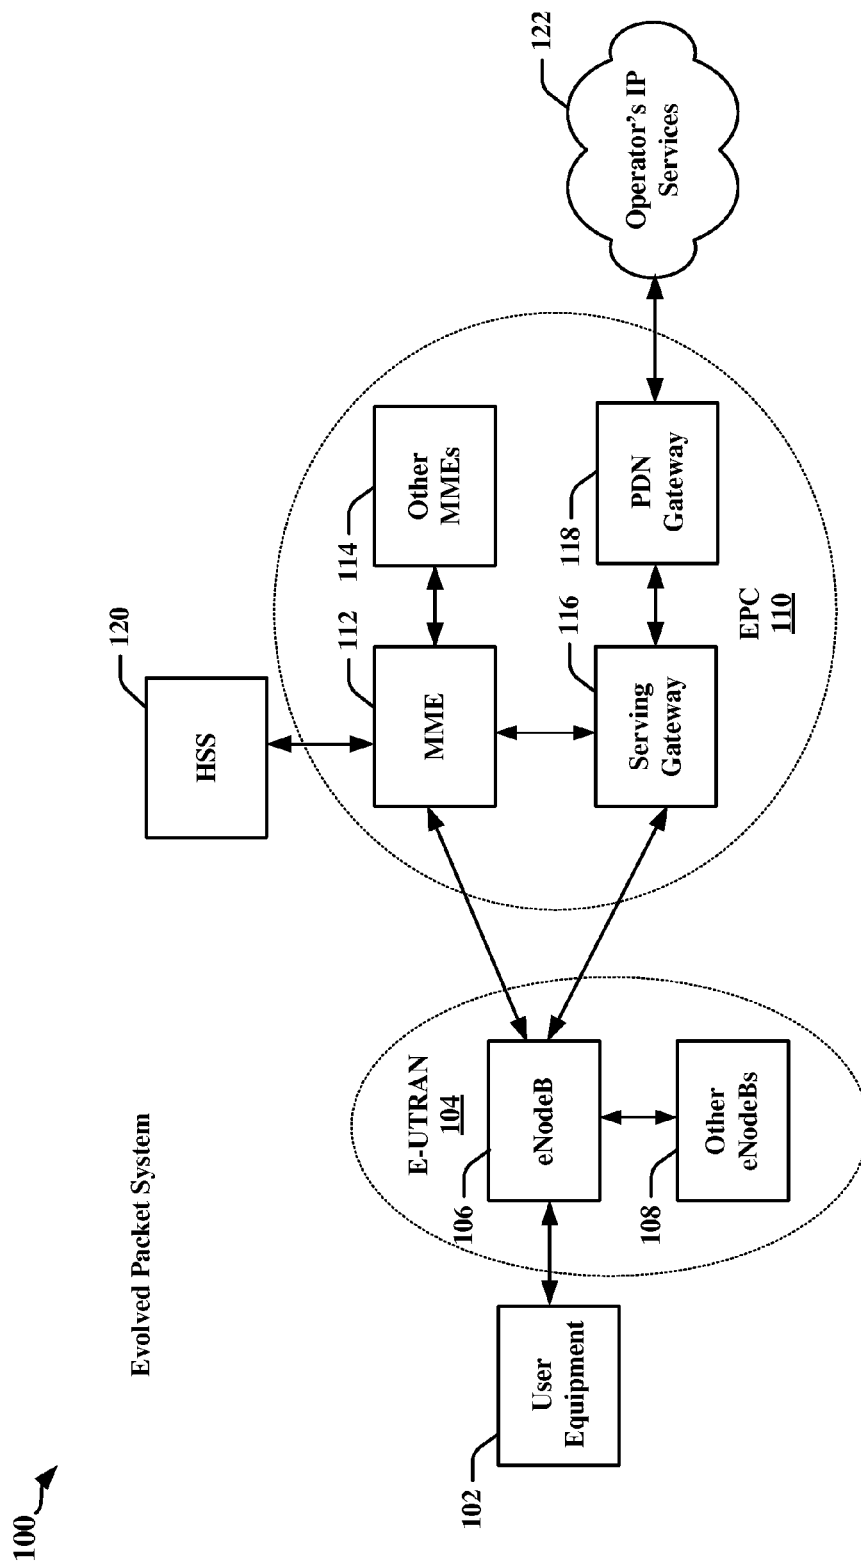 100
Evolved Packet System
HSS
120
MME
112
Other
MMEs
114
E-UTRAN
104
User
Equipment
102
eNodeB
106
Other
eNodeBs
108
Serving
Gateway
116
PDN
Gateway
118
EPC
110
Operator's IP
Services
122